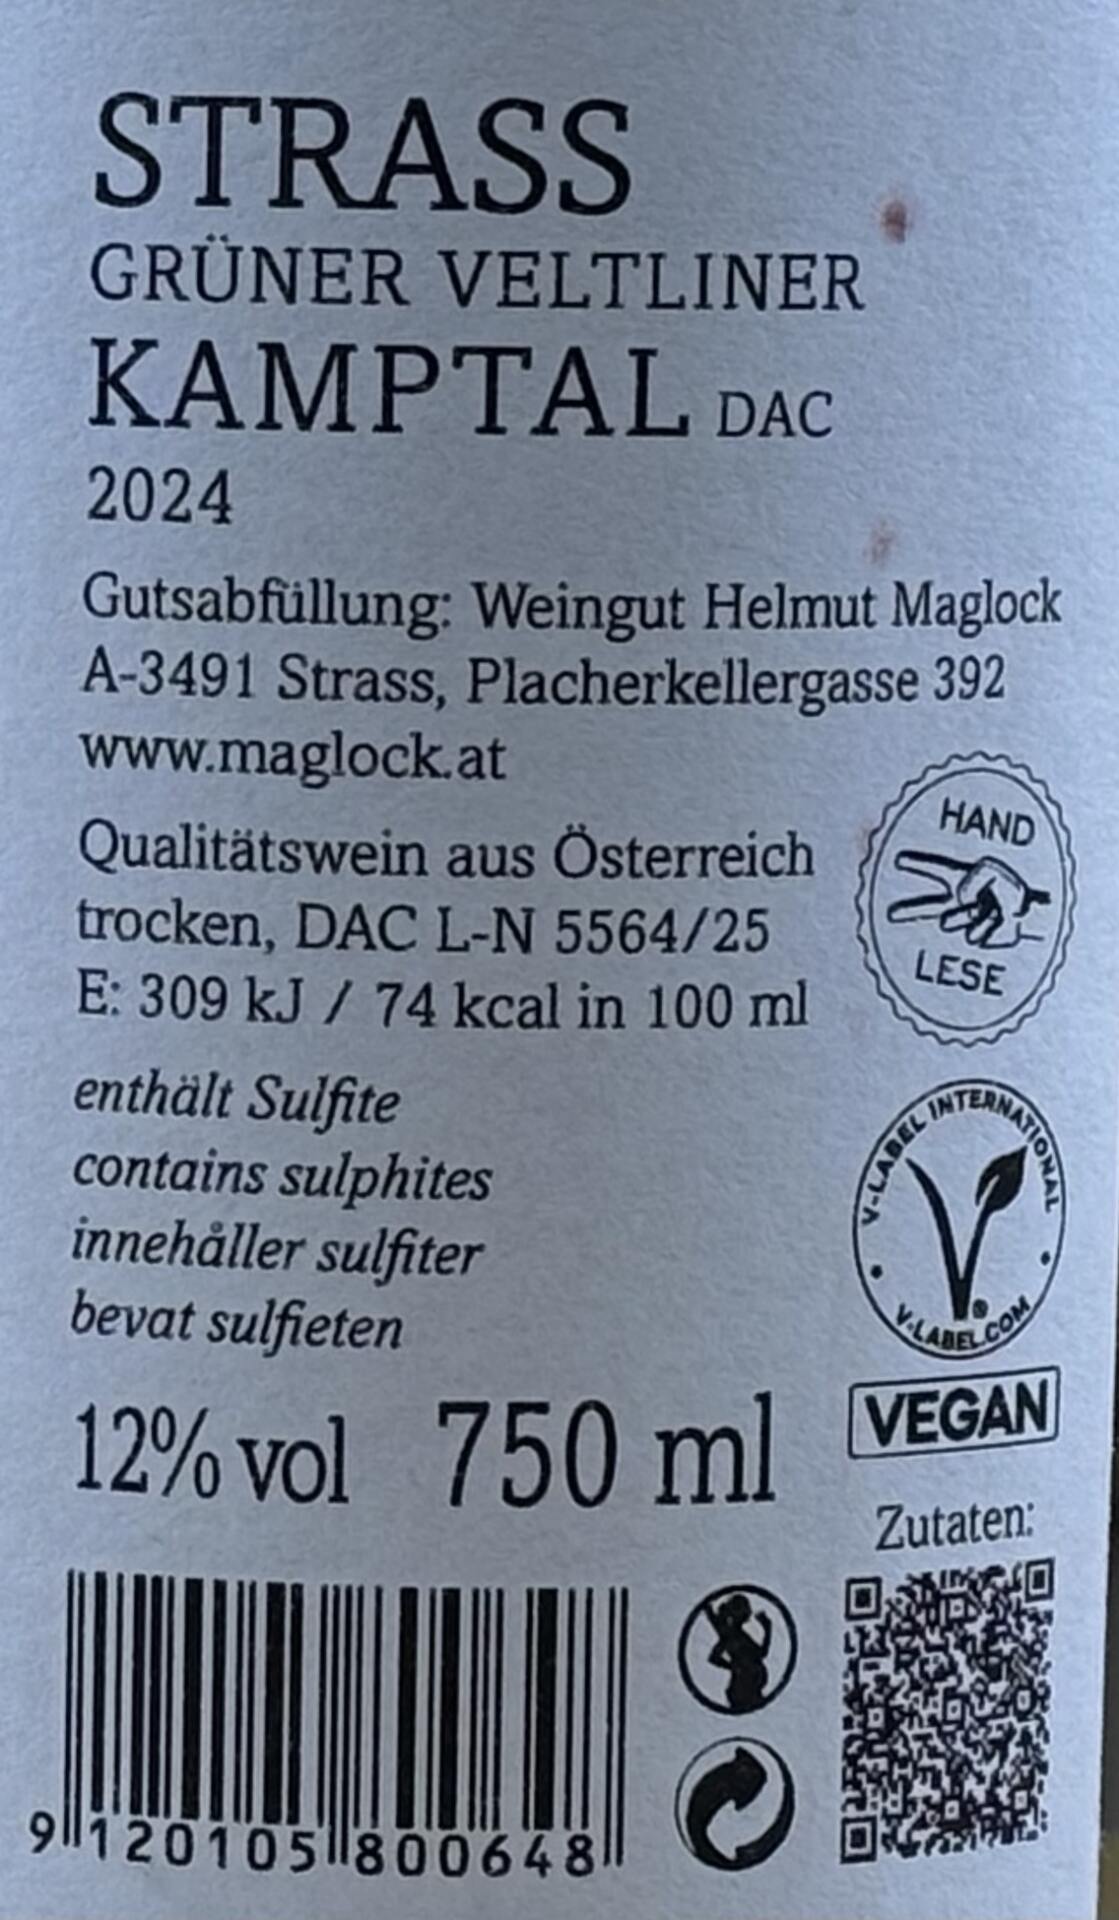 STRASS
GRÜNER VELTLINER
KAMPTAL DAC
2024
Gutsabfüllung: Weingut Helmut Maglock
A-3491 Strass, Placherkellergasse 392
www.maglock.at
Qualitätswein aus Österreich
trocken, DAC L-N 5564/25
E: 309 kJ / 74 kcal in 100 ml
HAND
LESE
enthält Sulfite
contains sulphites
innehåller sulfiter
bevat sulfieten
V-LABEL INTERNATIONAL
V-LABEL.COM
®
VEGAN
12% vol 750 ml
Zutaten:
9 120105 800648